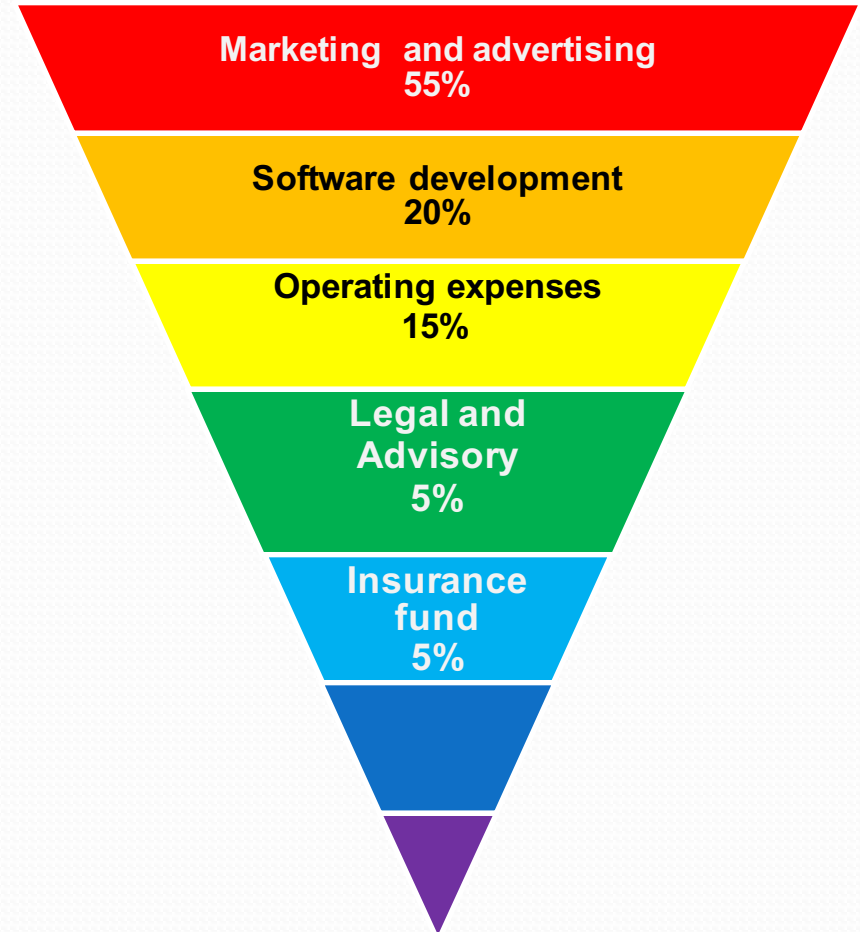 Marketing and advertising
55%
Software development
20%
Operating expenses
15%
Legal and
Advisory
5%
Insurance
fund
5%